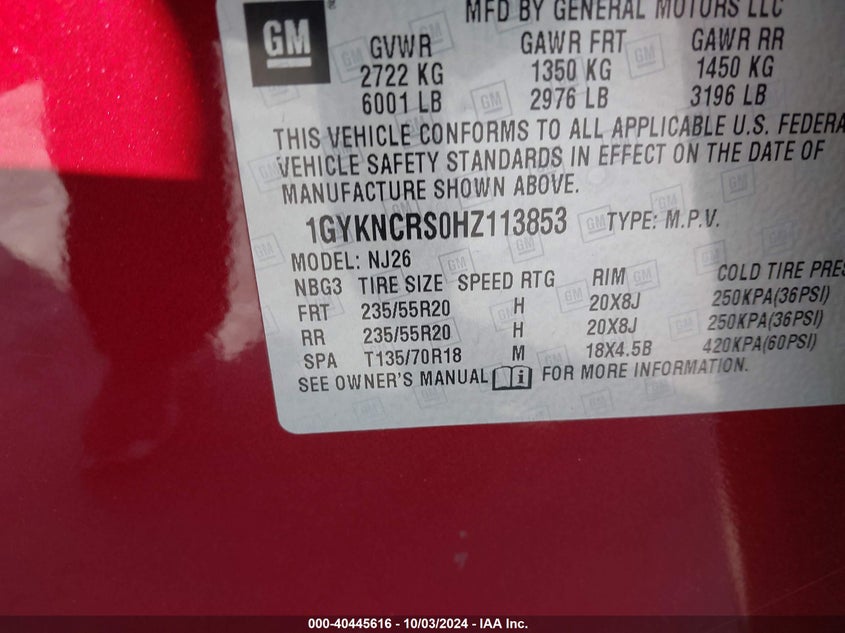 MFD BY GENERAL MOTORS LLC
GM
GVWR GAWR FRT GAWR RR
2722 KG 1350 KG 1450 KG
6001 LB 2976 LB 3196 LB
THIS VEHICLE CONFORMS TO ALL APPLICABLE U.S. FEDERA
VEHICLE SAFETY STANDARDS IN EFFECT ON THE DATE OF
MANUFACTURE SHOWN ABOVE.
1GYKNCRS0HZ113853 TYPE: M.P.V.
MODEL: NJ26
NBG3 TIRE SIZE SPEED RTG RIM COLD TIRE PRE
FRT 235/55R20 H 20X8J 250KPA(36PSI)
RR 235/55R20 H 20X8J 250KPA(36PSI)
SPA T135/70R18 M 18X4.5B 420KPA(60PSI)
SEE OWNER'S MANUAL i FOR MORE INFORMATION.
000-40445616 - 10/03/2024 - IAA Inc.